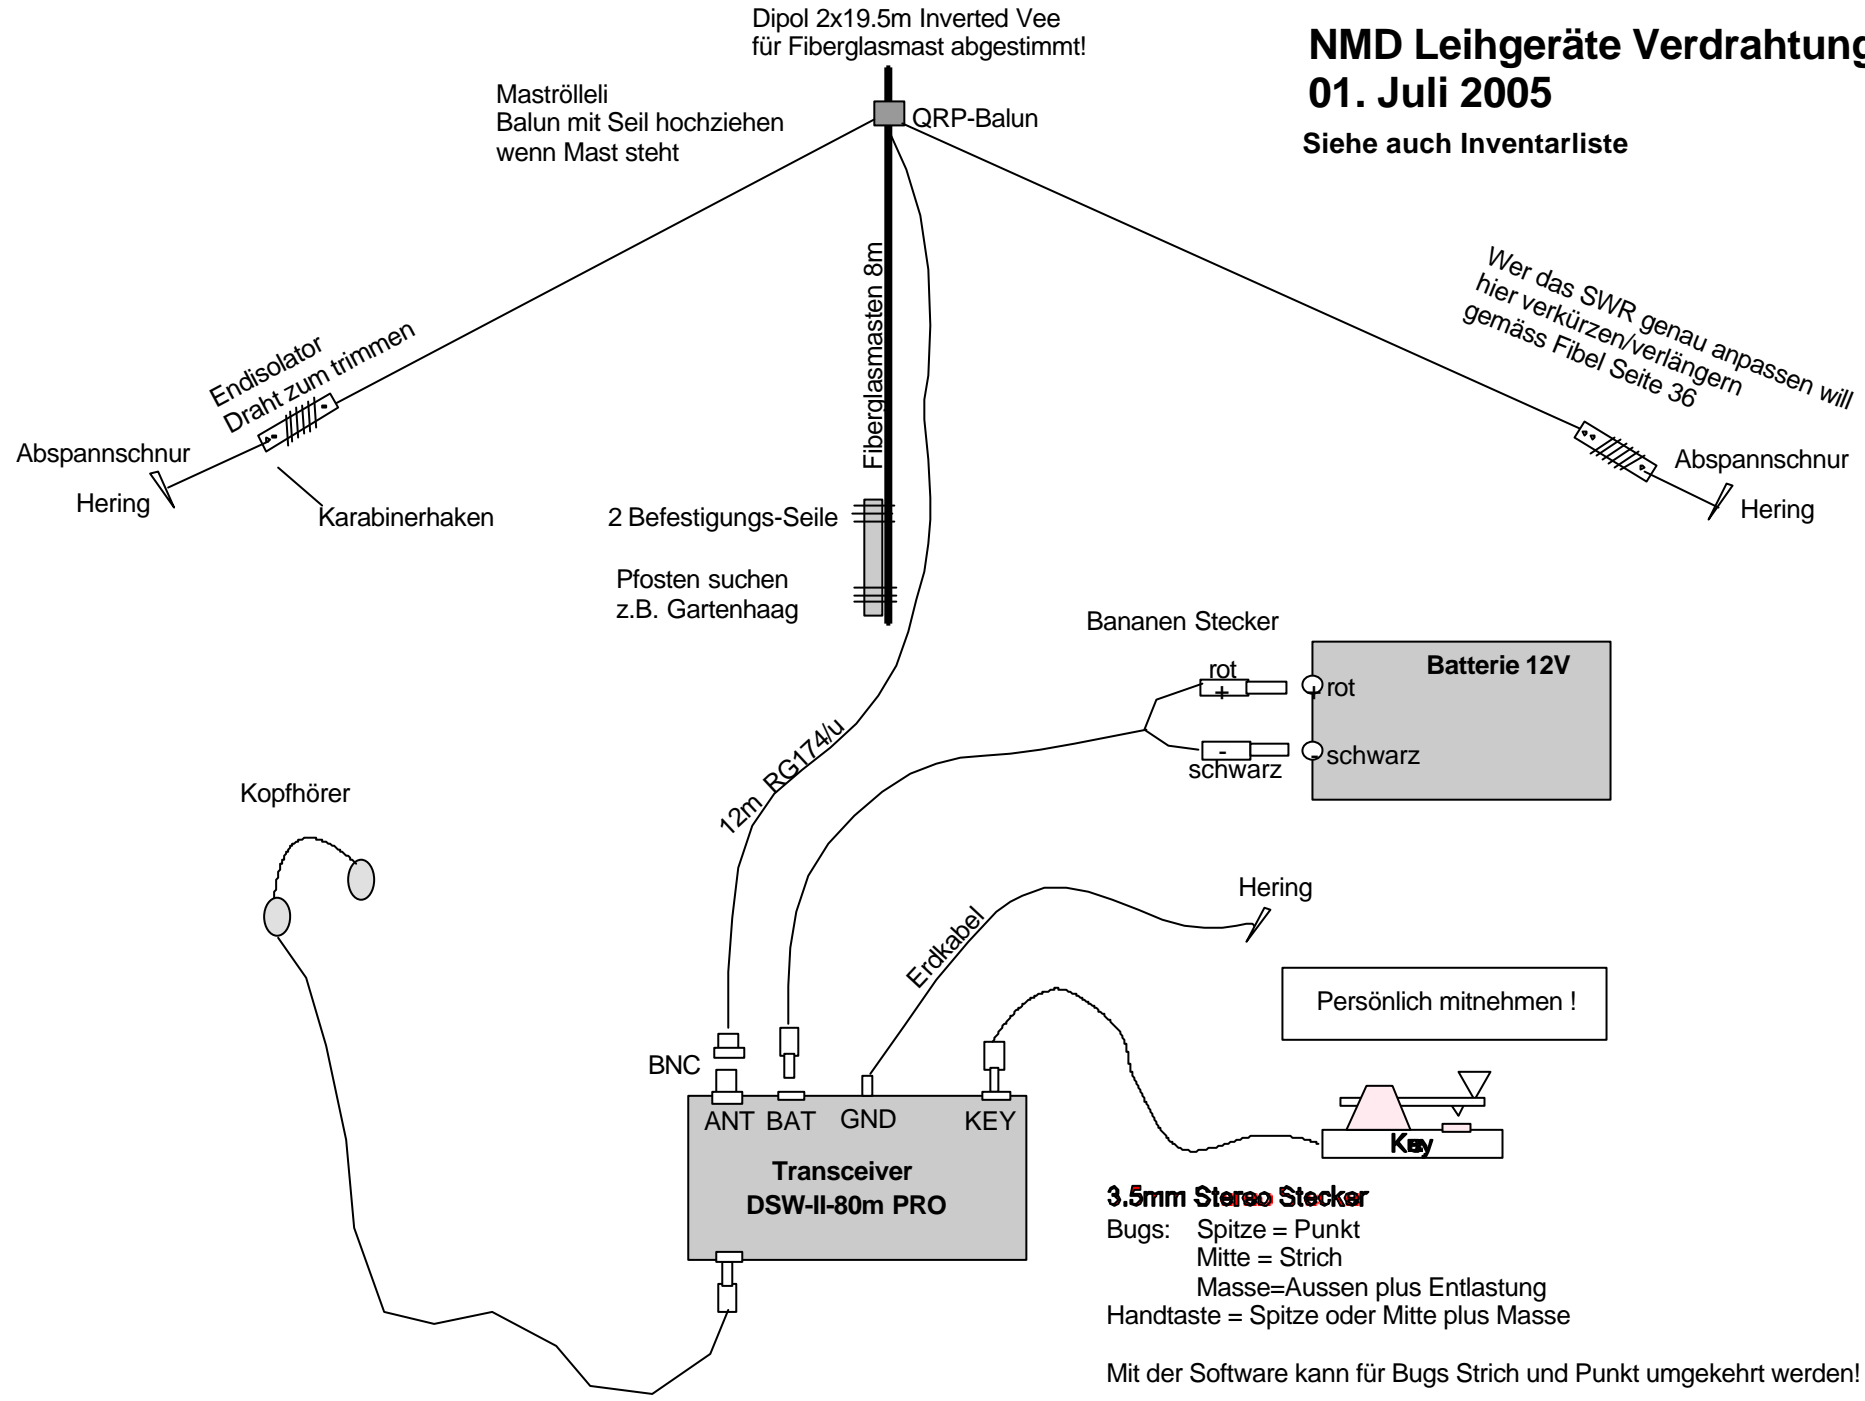 Dipol 2x19.5m Inverted Vee
für Fiberglasmast abgestimmt!
NMD Leihgeräte Verdrahtung
01. Juli 2005
Siehe auch Inventarliste
Maströlleli
Balun mit Seil hochziehen
wenn Mast steht
QRP-Balun
Fiberglasmasten 8m
Wer das SWR genau anpassen will
hier verkürzen/verlängern
gemäss Fibel Seite 36
Endisolator
Draht zum trimmen
Abspannschnur
Hering
Karabinerhaken
2 Befestigungs-Seile
Pfosten suchen
z.B. Gartenhaag
Abspannschnur
Hering
Bananen Stecker
rot
+
-
schwarz
Batterie 12V
+
rot
-
schwarz
12m RG174/u
Kopfhörer
Erdkabel
Hering
Persönlich mitnehmen !
BNC
ANT BAT GND KEY
Transceiver
DSW-II-80m PRO
Key
3.5mm Stereo Stecker
Bugs: Spitze = Punkt
Mitte = Strich
Masse=Aussen plus Entlastung
Handtaste = Spitze oder Mitte plus Masse
Mit der Software kann für Bugs Strich und Punkt umgekehrt werden!